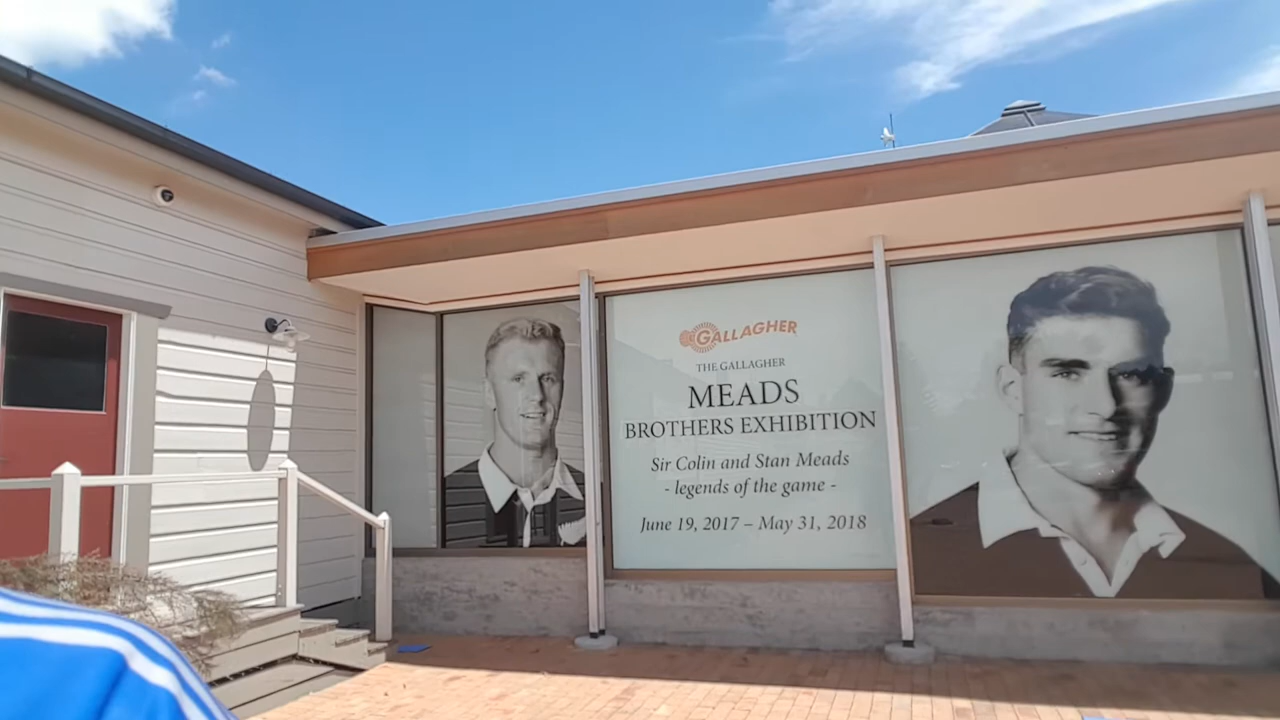 GALLAGHER
THE GALLAGHER
MEADS
BROTHERS EXHIBITION
Sir Colin and Stan Meads
- legends of the game -
June 19, 2017 – May 31, 2018